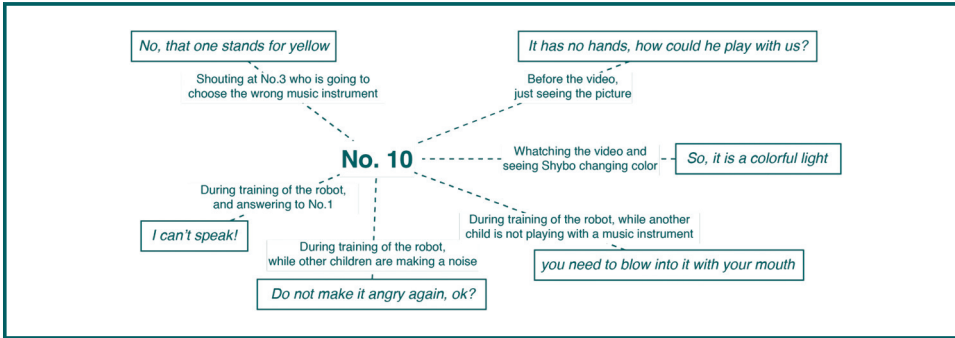 No, that one stands for yellow
It has no hands, how could he play with us?
Shouting at No.3 who is going to
choose the wrong music instrument
Before the video,
just seeing the picture
No. 10
Whatching the video and
seeing Shybo changing color
So, it is a colorful light
During training of the robot,
and answering to No.1
I can't speak!
During training of the robot, while another
child is not playing with a music instrument
you need to blow into it with your mouth
During training of the robot,
while other children are making a noise
Do not make it angry again, ok?